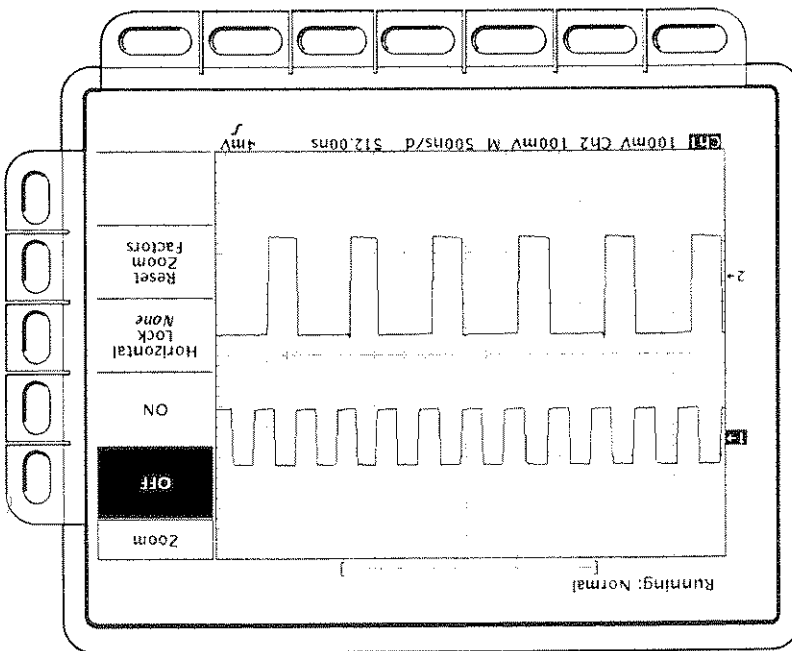 Running: Normal
Zoom
OFF
ON
Horizontal
Lock
None
Reset
Zoom
Factors
1→
2→
Ch1 100mV Ch2 100mV M 500ns/d 512.00ns ʃ 4mV